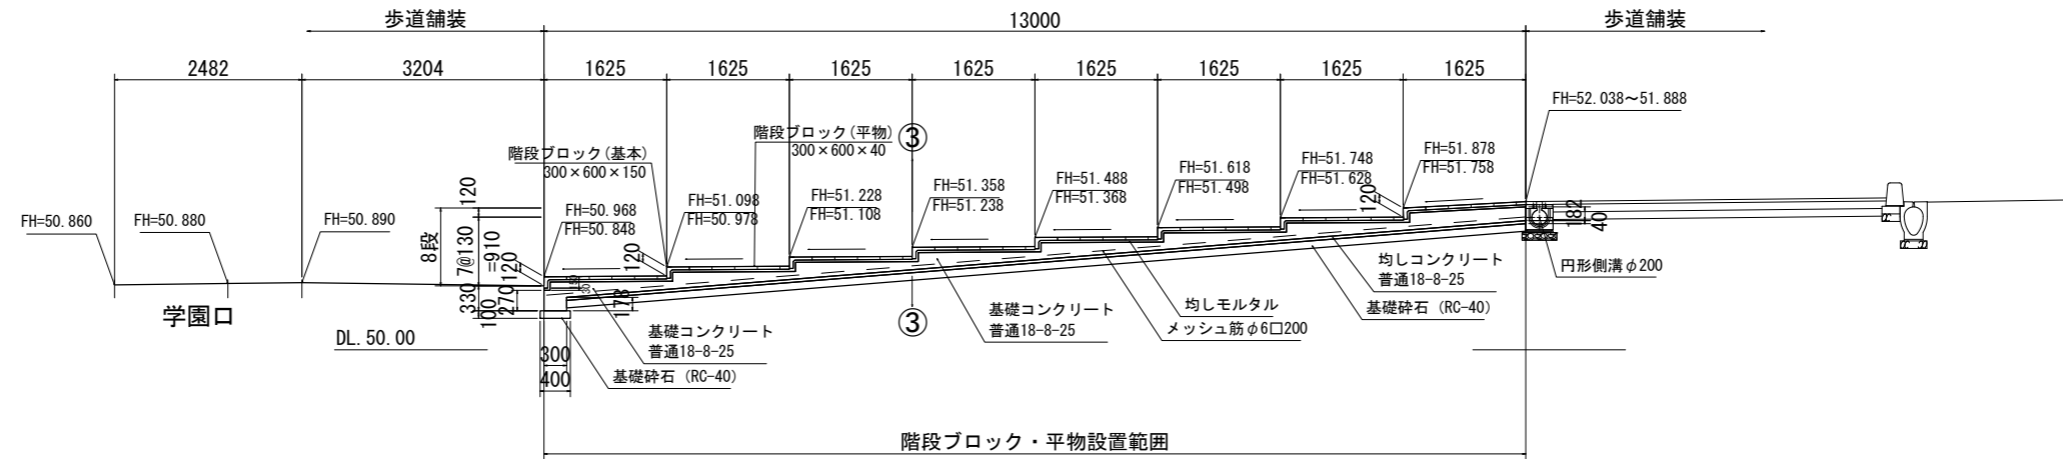 歩道舗装
13000
歩道舗装
2482
3204
1625
1625
1625
1625
1625
1625
1625
1625
FH=52.038～51.888
階段ブロック(平物)
300×600×40
③
階段ブロック(基本)
300×600×150
FH=51.878
FH=51.758
FH=51.748
FH=51.628
FH=51.618
FH=51.498
FH=51.488
FH=51.368
FH=51.358
FH=51.238
FH=51.228
FH=51.108
FH=51.098
FH=50.978
FH=50.968
FH=50.848
FH=50.860
FH=50.880
FH=50.890
120
8段
7@130
=910
120
330
270
100
120
120
178
182
40
300
400
学園口
DL.50.00
基礎コンクリート
普通18-8-25
基礎砕石 (RC-40)
③
基礎コンクリート
普通18-8-25
均しモルタル
メッシュ筋φ6□200
均しコンクリート
普通18-8-25
基礎砕石 (RC-40)
円形側溝φ200
階段ブロック・平物設置範囲